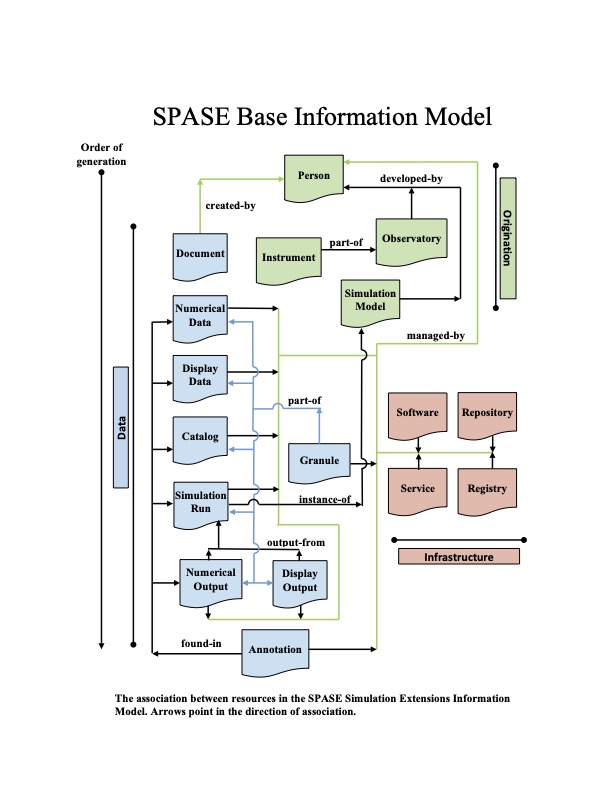 SPASE Base Information Model
Order of
generation
Person
developed-by
created-by
Origination
Document
Instrument
part-of
Observatory
Simulation
Model
Numerical
Data
managed-by
Display
Data
part-of
Data
Catalog
Software
Repository
Granule
Simulation
Run
instance-of
Service
Registry
output-from
Infrastructure
Numerical
Output
Display
Output
found-in
Annotation
The association between resources in the SPASE Simulation Extensions Information
Model. Arrows point in the direction of association.